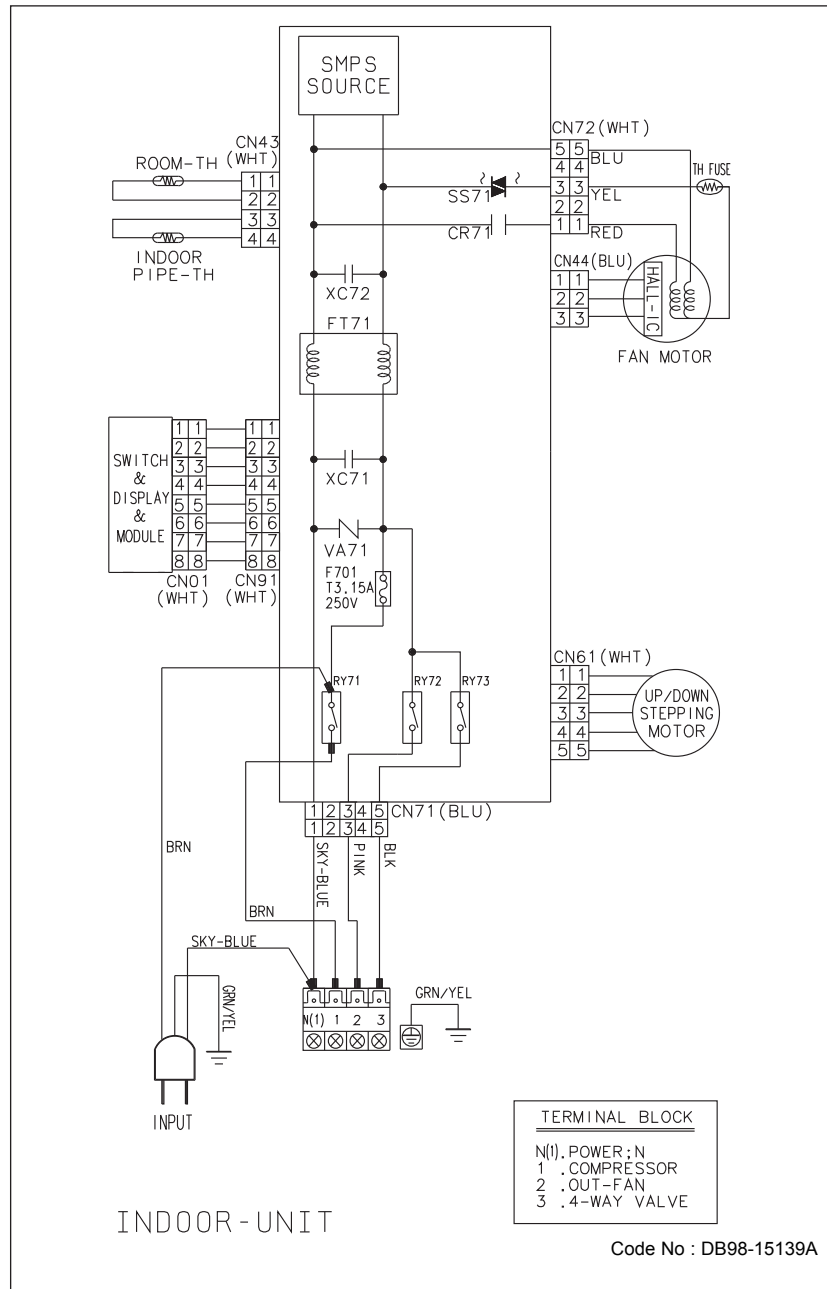 SMPS
SOURCE
CN43
(WHT)
ROOM-TH
1 1
2 2
3 3
4 4
INDOOR
PIPE-TH
CN72(WHT)
5 5
4 4
3 3
2 2
1 1
BLU
YEL
RED
TH FUSE
SS71
CR71
CN44(BLU)
1 1
2 2
3 3
HALL-IC
FAN MOTOR
XC72
FT71
XC71
VA71
F701
T3.15A
250V
SWITCH
&
DISPLAY
&
MODULE
1 1
2 2
3 3
4 4
5 5
6 6
7 7
8 8
1 1
2 2
3 3
4 4
5 5
6 6
7 7
8 8
CN01
(WHT)
CN91
(WHT)
RY71
RY72
RY73
CN61(WHT)
1 1
2 2
3 3
4 4
5 5
UP/DOWN
STEPPING
MOTOR
1 2 3 4 5
1 2 3 4 5
CN71(BLU)
BRN
SKY-BLUE
PINK
BLK
BRN
SKY-BLUE
GRN/YEL
N(1) 1 2 3
GRN/YEL
INPUT
TERMINAL BLOCK
N(1).POWER;N
1 .COMPRESSOR
2 .OUT-FAN
3 .4-WAY VALVE
INDOOR-UNIT
Code No : DB98-15139A